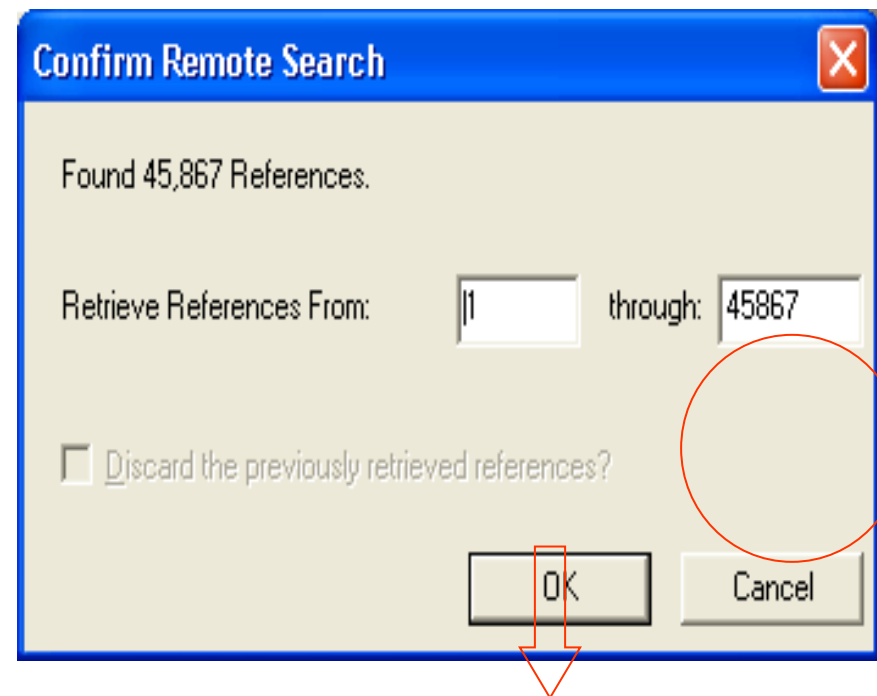 Confirm Remote Search
Found 45,867 References.
Retrieve References From: 1 through: 45867
Discard the previously retrieved references?
OK Cancel